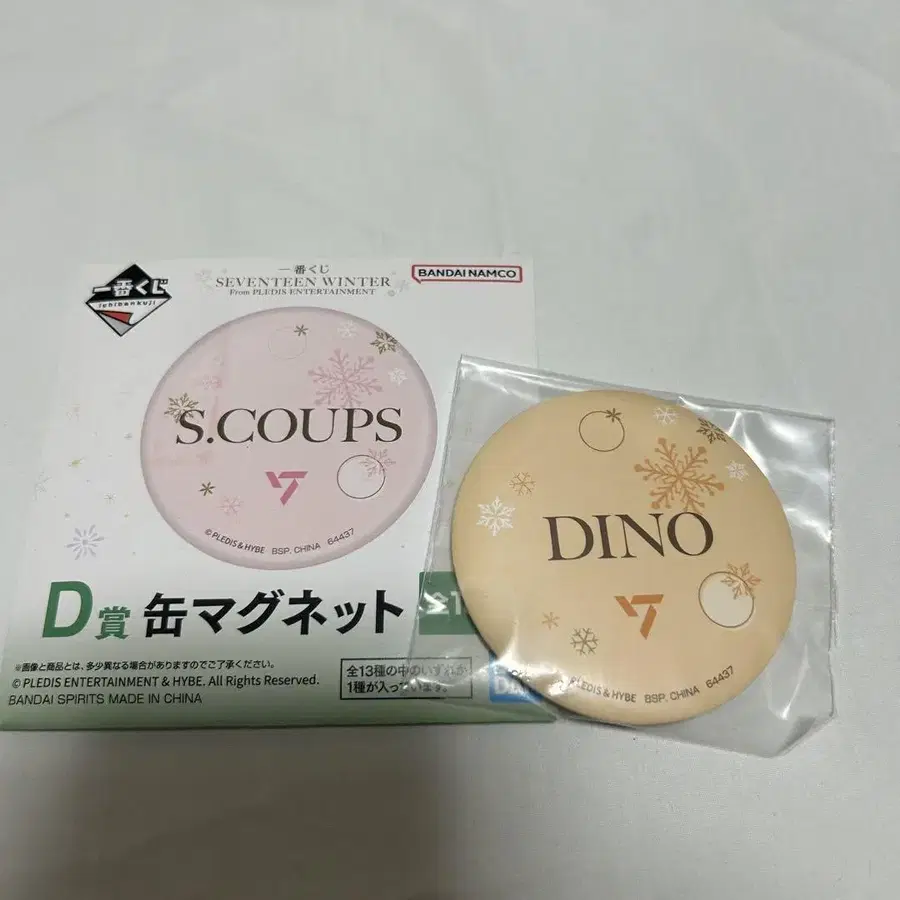 一番くじ
ichibankuji
一番くじ
SEVENTEEN WINTER
From PLEDIS ENTERTAINMENT
BANDAI NAMCO
S.COUPS
© PLEDIS & HYBE BSP, CHINA 64437
D賞 缶マグネット
※画像と商品とは、多少異なる場合がありますのでご了承ください。
© PLEDIS ENTERTAINMENT & HYBE. All Rights Reserved.
BANDAI SPIRITS MADE IN CHINA
全13種の中のいずれか
1種が入っています。
DINO
PLEDIS & HYBE BSP, CHINA 64437